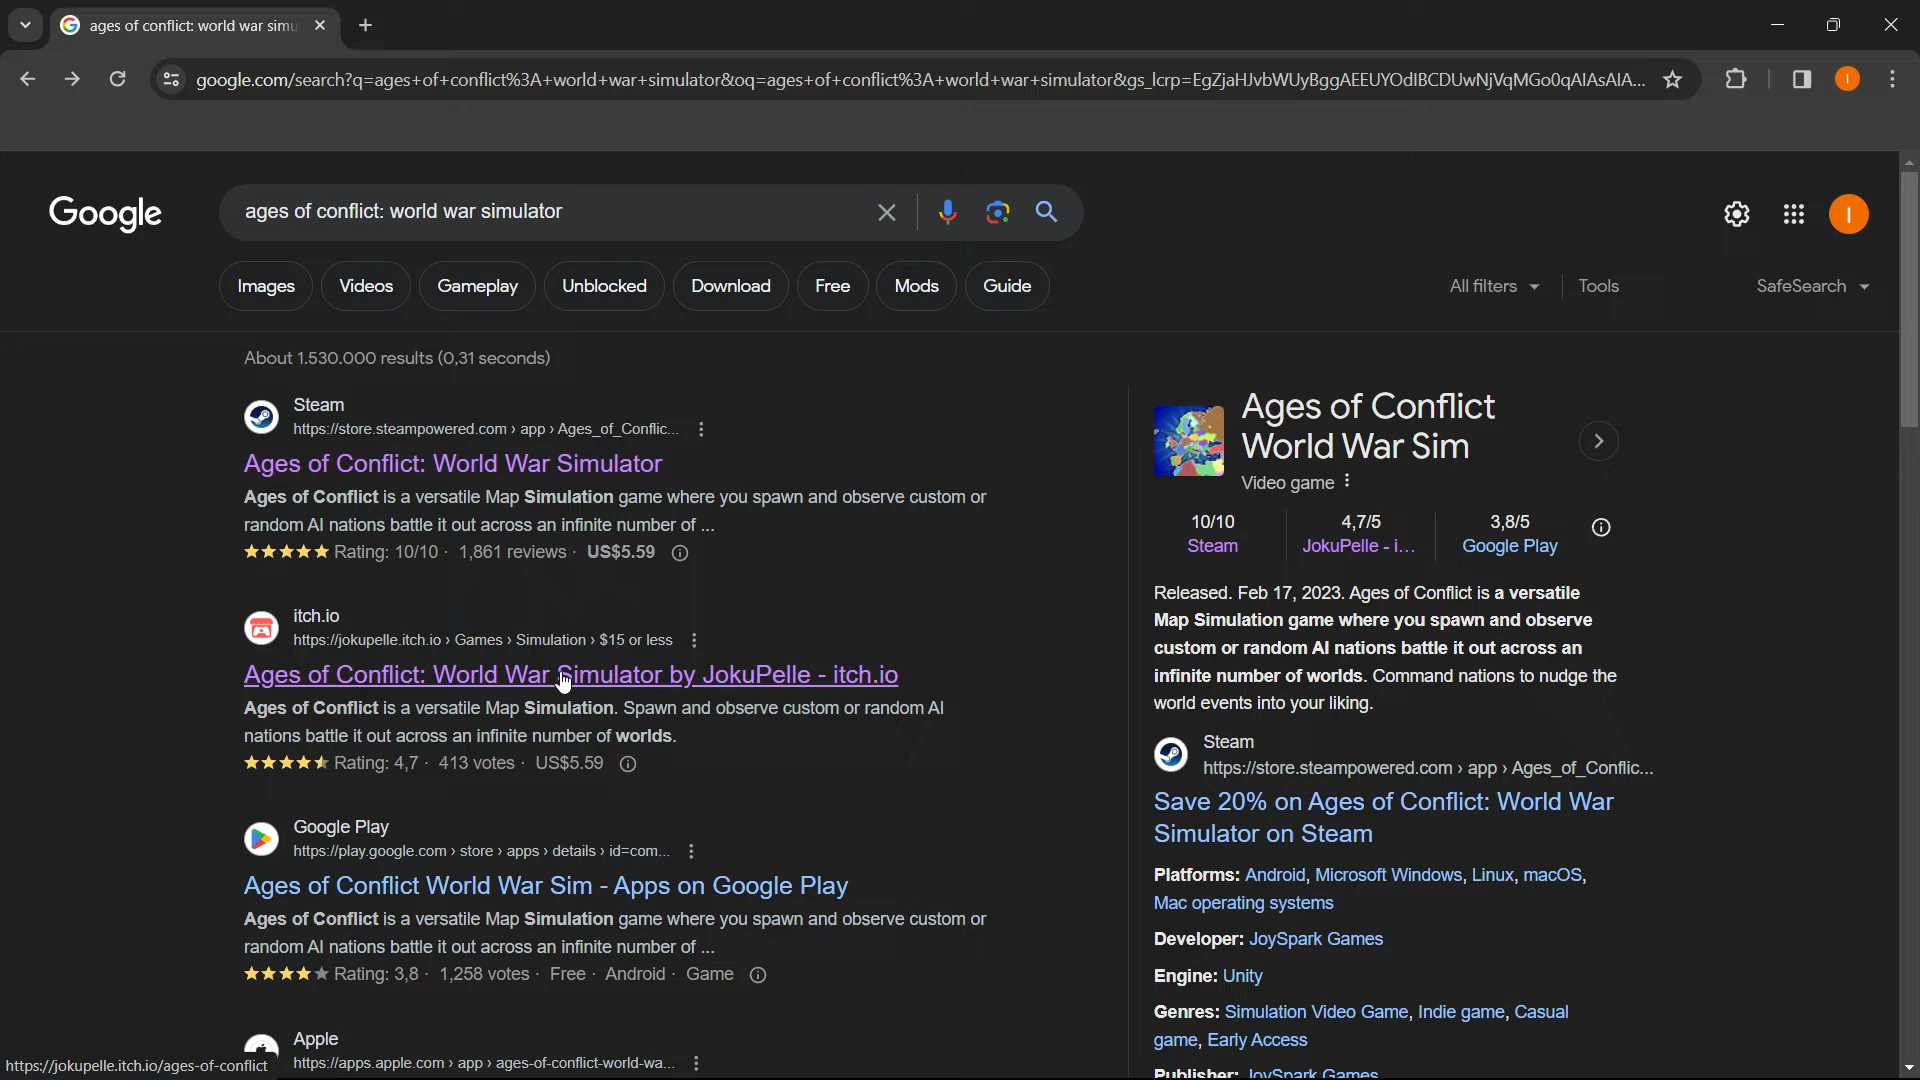 ages of conflict: world war simu
google.com/search?q=ages+of+conflict%3A+world+war+simulator&oq=ages+of+conflict%3A+world+war+simulator&gs_lcrp=EgZjaHJvbWUyBggAEEUYOdIBCDUwNjVqMGo0qAIAsAIA...
I
Google
ages of conflict: world war simulator
I
Images
Videos
Gameplay
Unblocked
Download
Free
Mods
Guide
All filters
Tools
SafeSearch
About 1.530.000 results (0,31 seconds)
Steam
https://store.steampowered.com › app › Ages_of_Conflic...
Ages of Conflict: World War Simulator
Ages of Conflict is a versatile Map Simulation game where you spawn and observe custom or
random AI nations battle it out across an infinite number of ...
Rating: 10/10 · 1,861 reviews · US$5.59
itch.io
https://jokupelle.itch.io › Games › Simulation › $15 or less
Ages of Conflict: World War Simulator by JokuPelle - itch.io
Ages of Conflict is a versatile Map Simulation. Spawn and observe custom or random AI
nations battle it out across an infinite number of worlds.
Rating: 4,7 · 413 votes · US$5.59
Google Play
https://play.google.com › store › apps › details › id=com...
Ages of Conflict World War Sim - Apps on Google Play
Ages of Conflict is a versatile Map Simulation game where you spawn and observe custom or
random AI nations battle it out across an infinite number of ...
Rating: 3,8 · 1,258 votes · Free · Android · Game
Apple
https://apps.apple.com › app › ages-of-conflict-world-wa...
https://jokupelle.itch.io/ages-of-conflict
Ages of Conflict
World War Sim
Video game
10/10
Steam
4,7/5
JokuPelle - i...
3,8/5
Google Play
Released. Feb 17, 2023. Ages of Conflict is a versatile
Map Simulation game where you spawn and observe
custom or random AI nations battle it out across an
infinite number of worlds. Command nations to nudge the
world events into your liking.
Steam
https://store.steampowered.com › app › Ages_of_Conflic...
Save 20% on Ages of Conflict: World War
Simulator on Steam
Platforms: Android, Microsoft Windows, Linux, macOS,
Mac operating systems
Developer: JoySpark Games
Engine: Unity
Genres: Simulation Video Game, Indie game, Casual
game, Early Access
Publisher: JoySpark Games